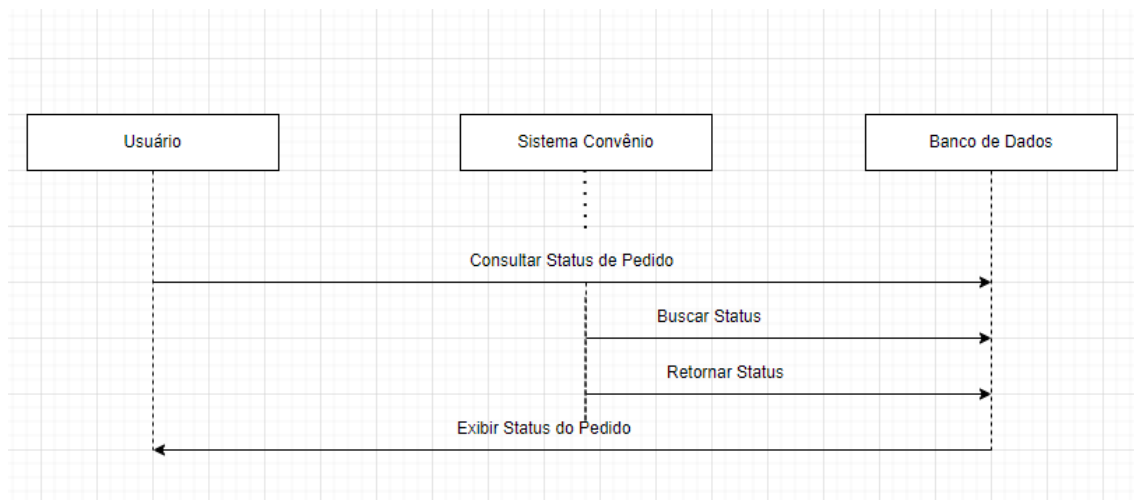 Usuário
Sistema Convênio
Banco de Dados
Consultar Status de Pedido
Buscar Status
Retornar Status
Exibir Status do Pedido